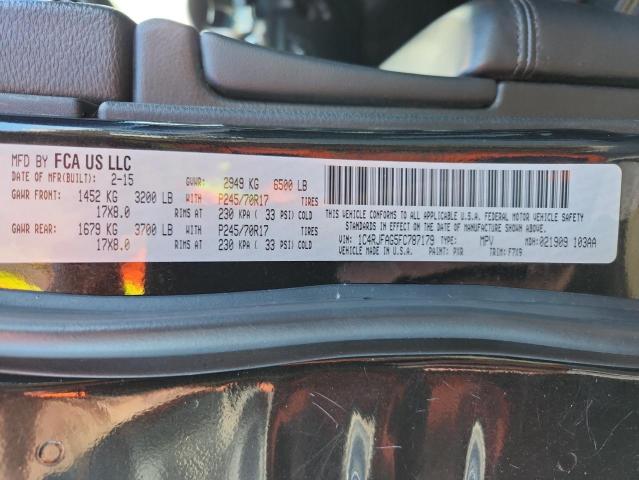 MFD BY FCA US LLC
DATE OF MFR(BUILT): 2-15 GVWR: 2949 KG 6500 LB
GAWR FRONT: 1452 KG 3200 LB WITH P245/70R17 TIRES
17X8.0 RIMS AT 230 KPA ( 33 PSI) COLD
GAWR REAR: 1679 KG 3700 LB WITH P245/70R17 TIRES
17X8.0 RIMS AT 230 KPA ( 33 PSI) COLD
THIS VEHICLE CONFORMS TO ALL APPLICABLE U.S.A. FEDERAL MOTOR VEHICLE SAFETY
STANDARDS IN EFFECT ON THE DATE OF MANUFACTURE SHOWN ABOVE.
VIN: 1C4RJFAG5FC787179 TYPE: MPV MDH: 021909 103AA
VEHICLE MADE IN U.S.A. PAINT: PXR TRIM: F7X9